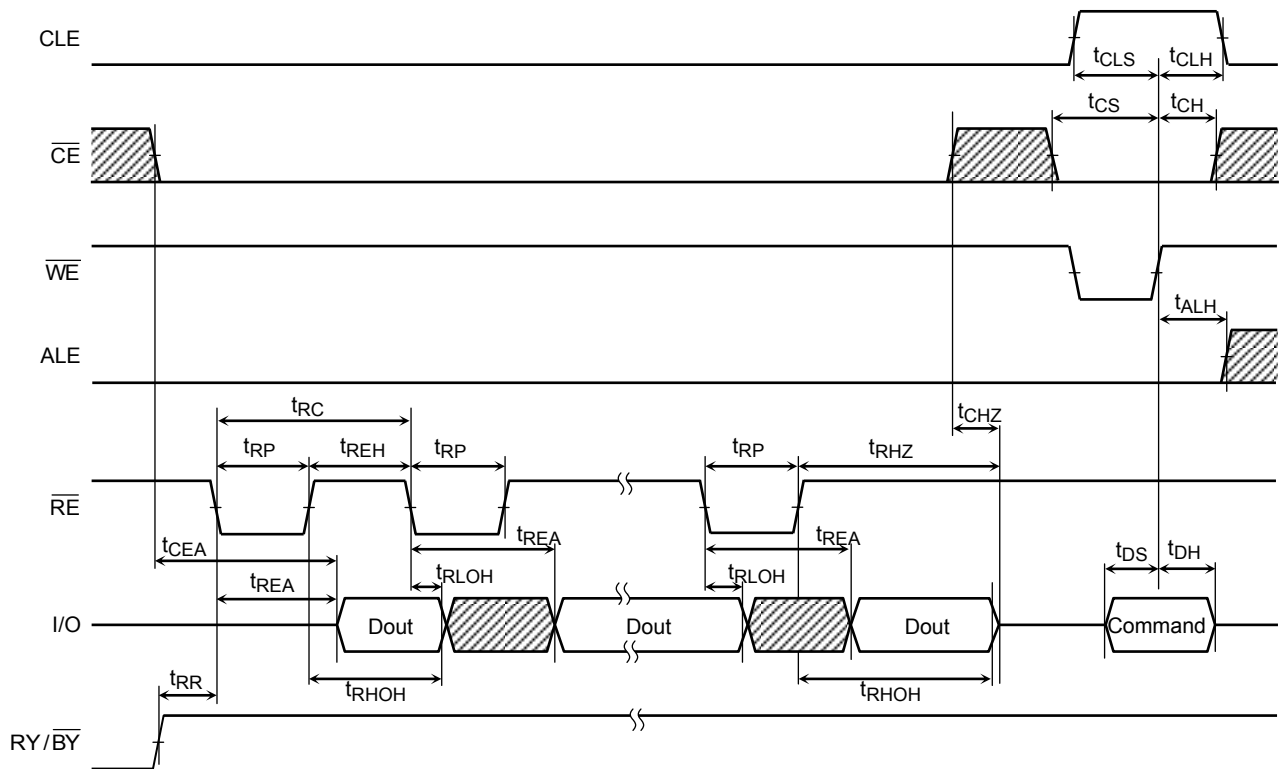 CLE
tCLS tCLH
tCS tCH
CE
WE
tALH
ALE
tRC
tCHZ
tRP tREH tRP tRP tRHZ
RE
tCEA tREA tREA
tREA tRLOH tRLOH tDS tDH
I/O Dout Dout Dout Command
tRR tRHOH tRHOH
RY/BY